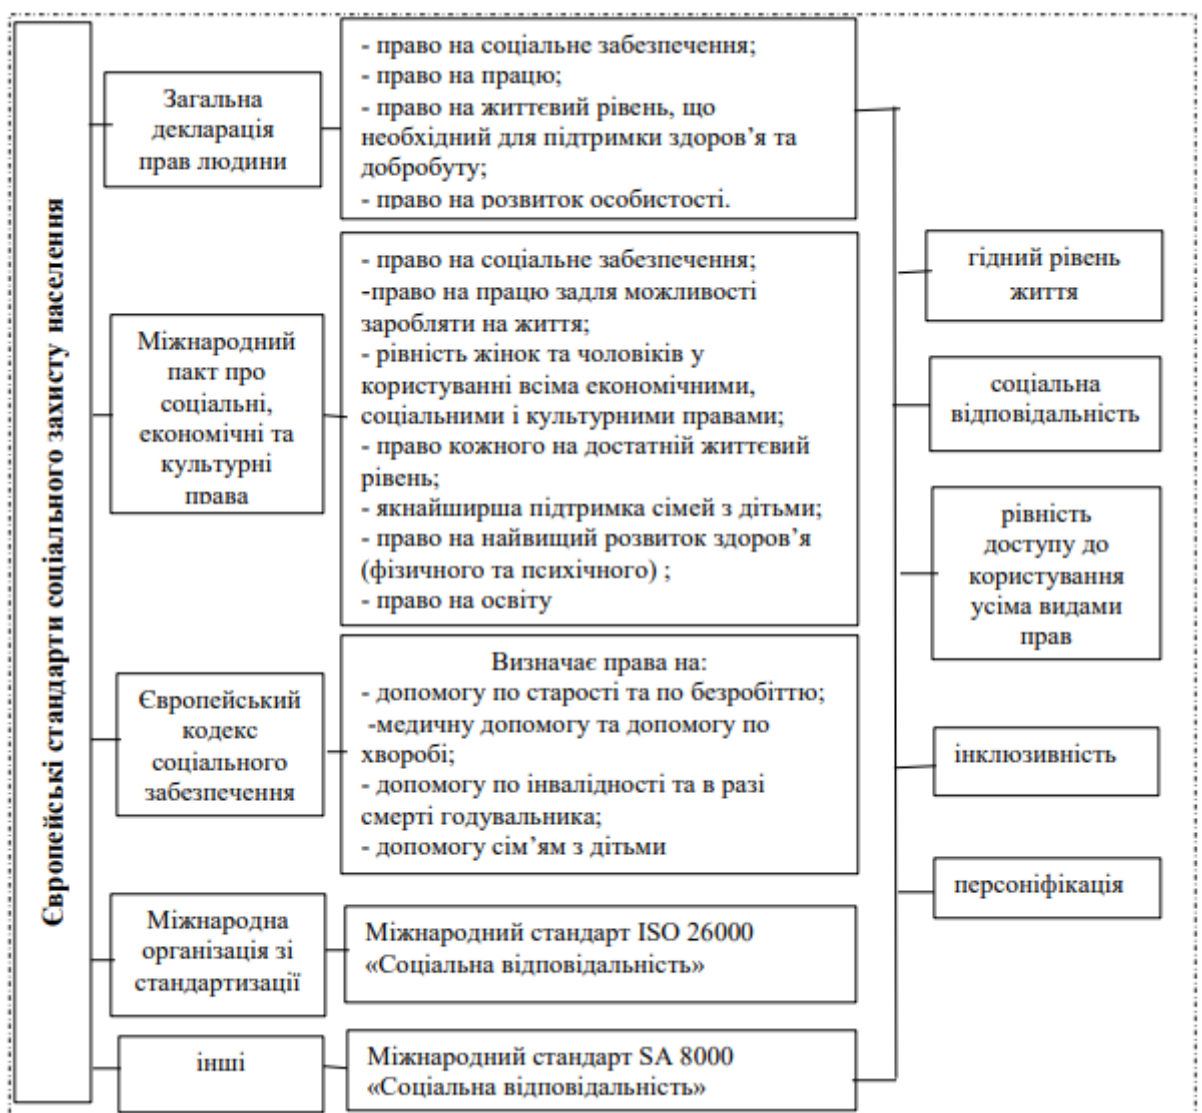 Європейські стандарти соціального захисту населення
Загальна
декларація
прав людини
- право на соціальне забезпечення;
- право на працю;
- право на життєвий рівень, що
необхідний для підтримки здоров’я та
добробуту;
- право на розвиток особистості.
Міжнародний
пакт про
соціальні,
економічні та
культурні
права
- право на соціальне забезпечення;
-право на працю задля можливості
заробляти на життя;
- рівність жінок та чоловіків у
користуванні всіма економічними,
соціальними і культурними правами;
- право кожного на достатній життєвий
рівень;
- якнайширша підтримка сімей з дітьми;
- право на найвищий розвиток здоров’я
(фізичного та психічного) ;
- право на освіту
Європейський
кодекс
соціального
забезпечення
Визначає права на:
- допомогу по старості та по безробіттю;
-медичну допомогу та допомогу по
хворобі;
- допомогу по інвалідності та в разі
смерті годувальника;
- допомогу сім’ям з дітьми
Міжнародна
організація зі
стандартизації
Міжнародний стандарт ISO 26000
«Соціальна відповідальність»
інші
Міжнародний стандарт SA 8000
«Соціальна відповідальність»
гідний рівень
життя
соціальна
відповідальність
рівність
доступу до
користування
усіма видами
прав
інклюзивність
персоніфікація